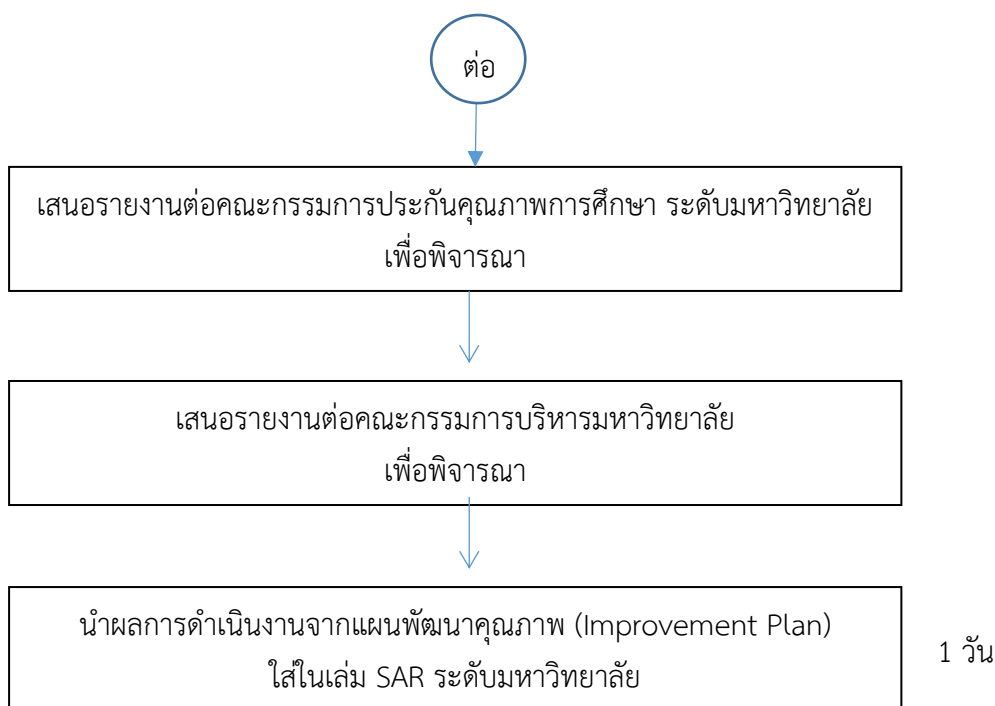 ต่อ
เสนอรายงานต่อคณะกรรมการประกันคุณภาพการศึกษา ระดับมหาวิทยาลัย
เพื่อพิจารณา
เสนอรายงานต่อคณะกรรมการบริหารมหาวิทยาลัย
เพื่อพิจารณา
นำผลการดำเนินงานจากแผนพัฒนาคุณภาพ (Improvement Plan)
ใส่ในเล่ม SAR ระดับมหาวิทยาลัย
1 วัน